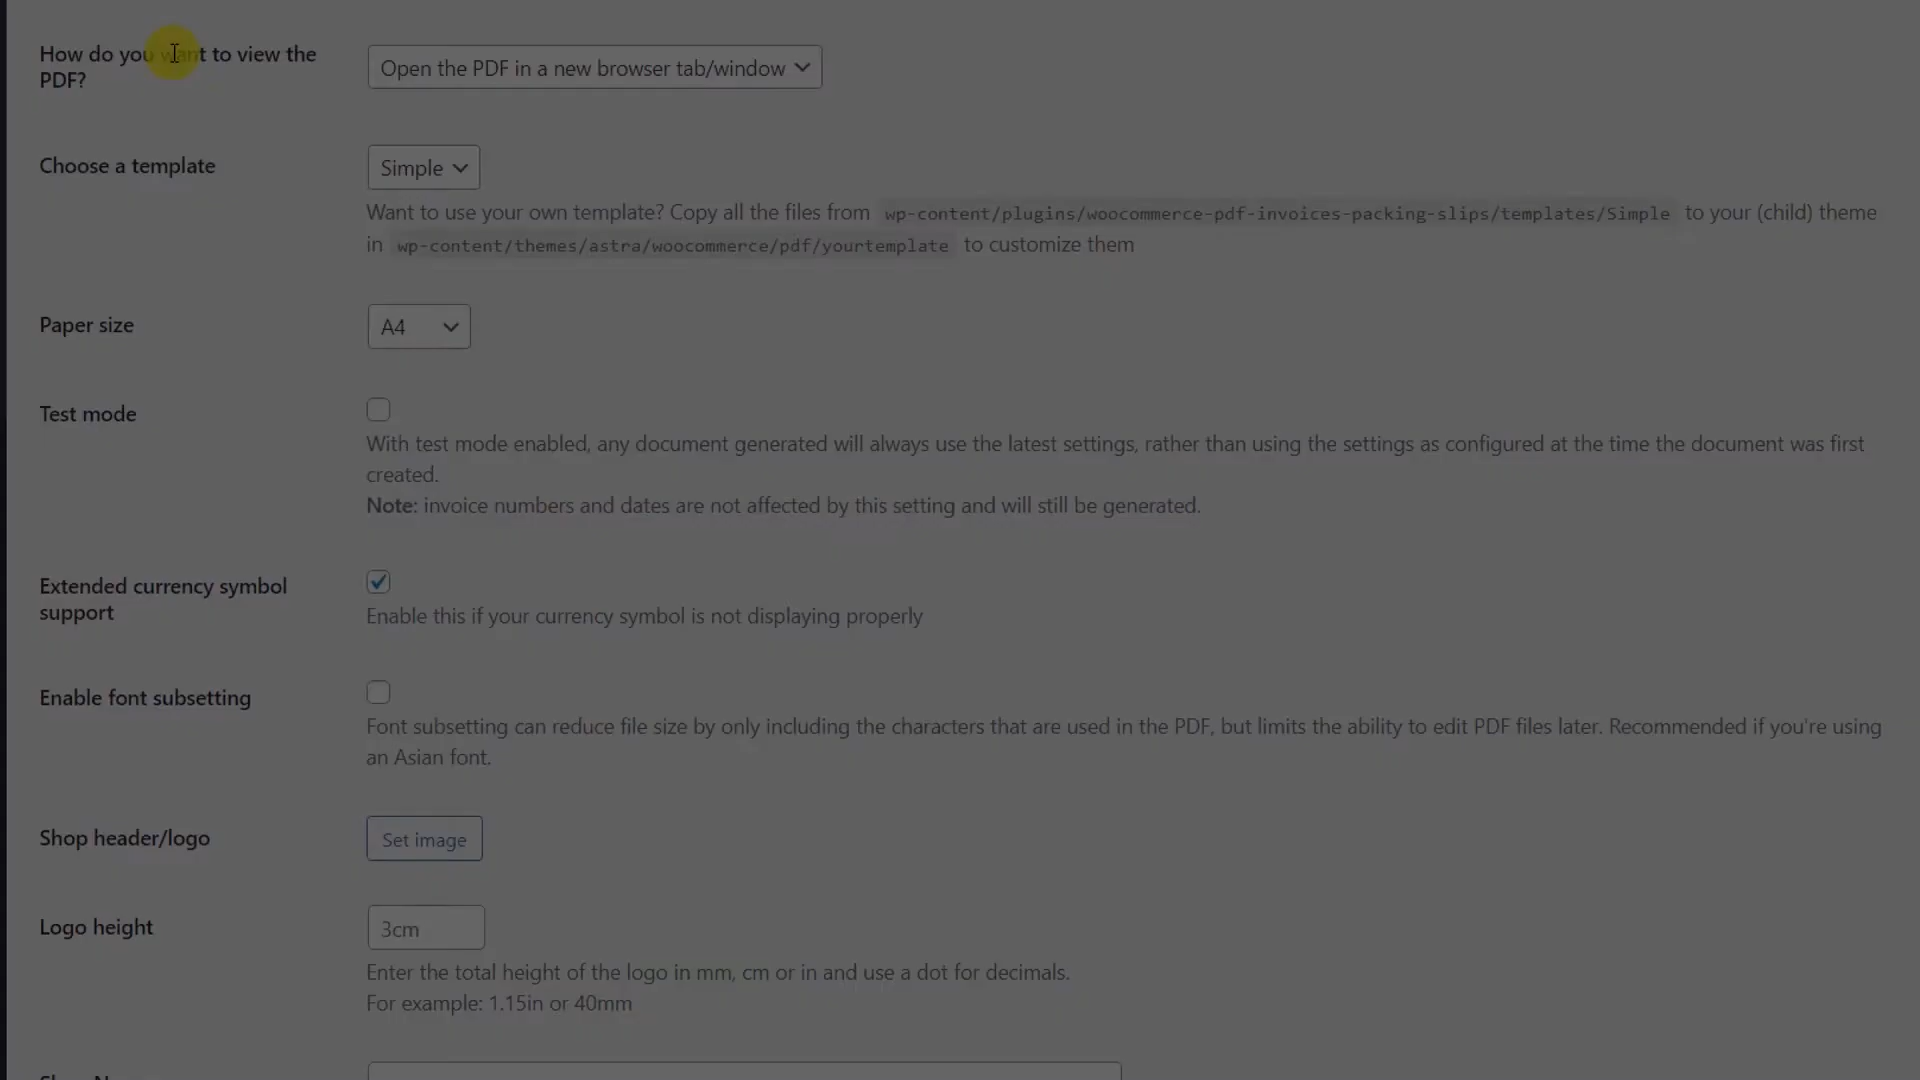 How do you want to view the
PDF?
Open the PDF in a new browser tab/window
Choose a template
Simple
Want to use your own template? Copy all the files from wp-content/plugins/woocommerce-pdf-invoices-packing-slips/templates/Simple to your (child) theme
in wp-content/themes/astra/woocommerce/pdf/yourtemplate to customize them
Paper size
A4
Test mode
With test mode enabled, any document generated will always use the latest settings, rather than using the settings as configured at the time the document was first
created.
Note: invoice numbers and dates are not affected by this setting and will still be generated.
Extended currency symbol
support
Enable this if your currency symbol is not displaying properly
Enable font subsetting
Font subsetting can reduce file size by only including the characters that are used in the PDF, but limits the ability to edit PDF files later. Recommended if you're using
an Asian font.
Shop header/logo
Set image
Logo height
3cm
Enter the total height of the logo in mm, cm or in and use a dot for decimals.
For example: 1.15in or 40mm